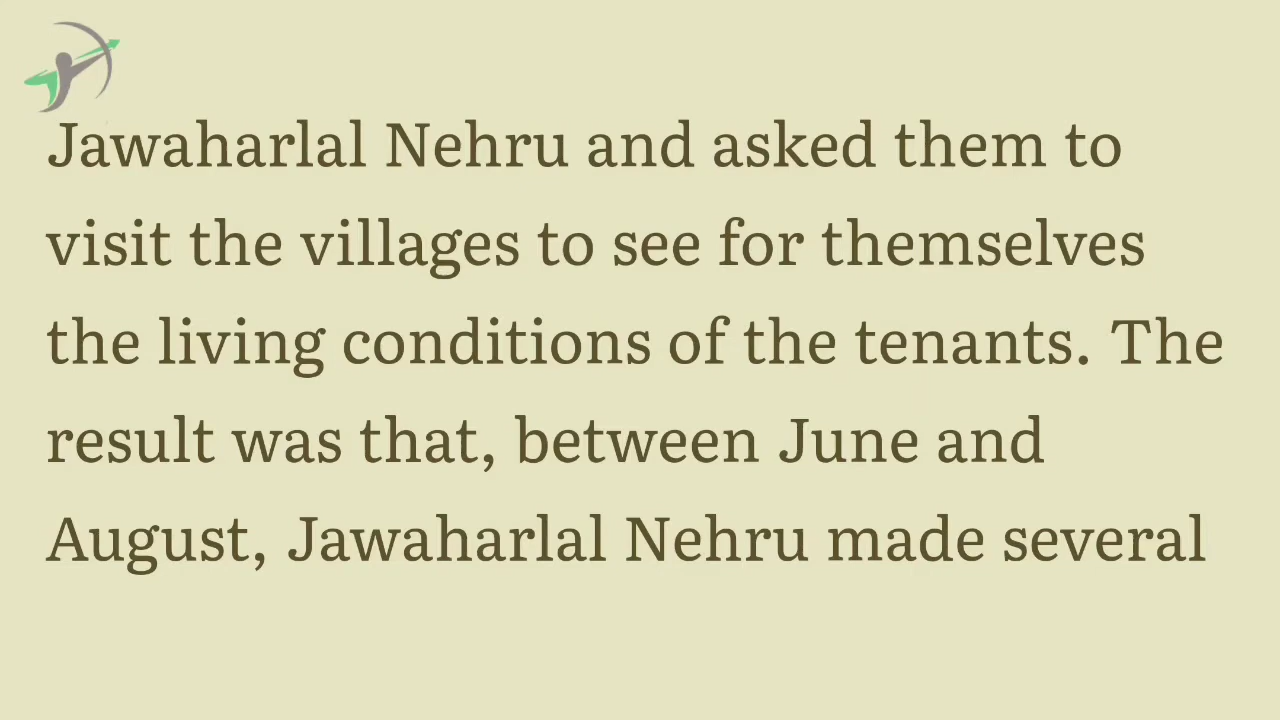 Jawaharlal Nehru and asked them to
visit the villages to see for themselves
the living conditions of the tenants. The
result was that, between June and
August, Jawaharlal Nehru made several